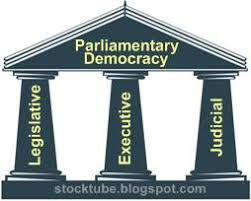 Parliamentary
Democracy
Legislative
Executive
Judicial
stocktube.blogspot.com